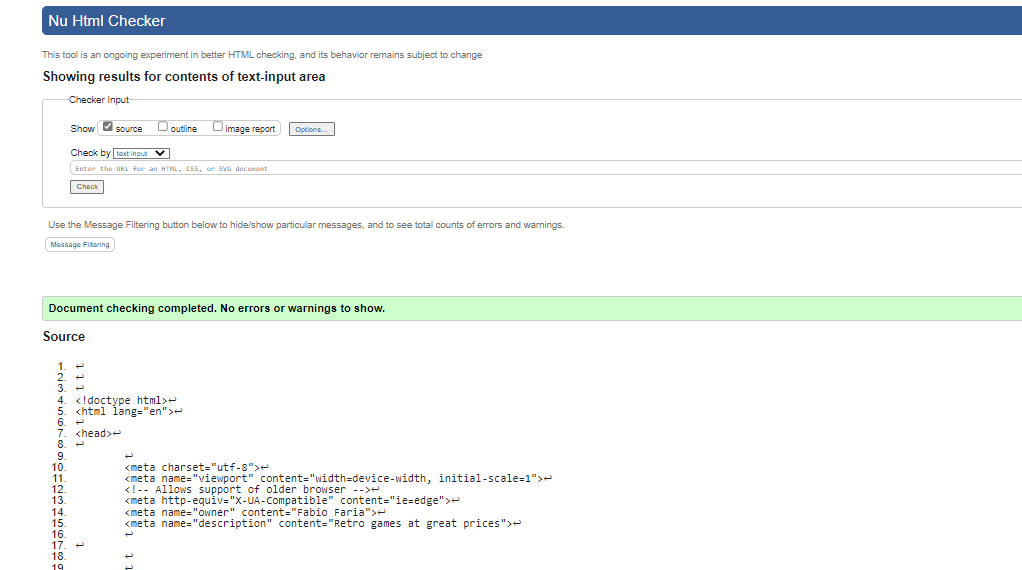 Nu Html Checker
This tool is an ongoing experiment in better HTML checking, and its behavior remains subject to change
Showing results for contents of text-input area
Checker Input
Show source outline image report Options...
Check by text input
Enter the URL for an HTML, CSS, or SVG document
Check
Use the Message Filtering button below to hide/show particular messages, and to see total counts of errors and warnings.
Message Filtering
Document checking completed. No errors or warnings to show.
Source
1. ↩
2. ↩
3. ↩
4. <!doctype html>↩
5. <html lang="en">↩
6. ↩
7. <head>↩
8. ↩
9. ↩
10. <meta charset="utf-8">↩
11. <meta name="viewport" content="width=device-width, initial-scale=1">↩
12. <!-- Allows support of older browser -->↩
13. <meta http-equiv="X-UA-Compatible" content="ie=edge">↩
14. <meta name="owner" content="Fabio Faria">↩
15. <meta name="description" content="Retro games at great prices">↩
16. ↩
17. ↩
18. ↩
19. ↩